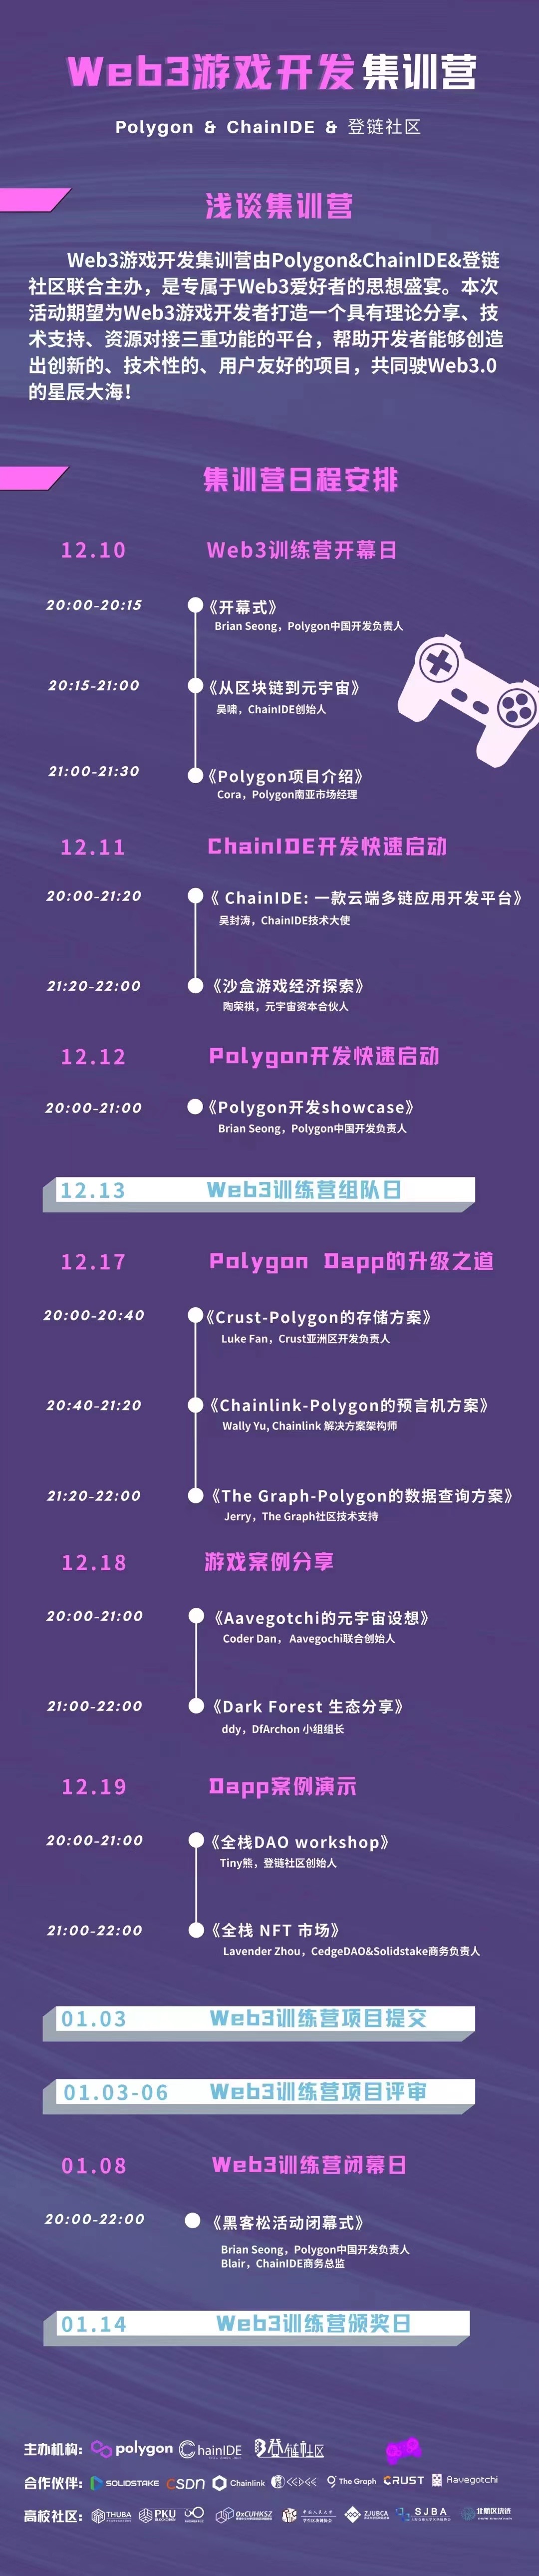 Web3游戏开发集训营
Polygon & ChainIDE & 登链社区
浅谈集训营
Web3游戏开发集训营由Polygon&ChainIDE&登链
社区联合主办，是专属于Web3爱好者的思想盛宴。本次
活动期望为Web3游戏开发者打造一个具有理论分享、技
术支持、资源对接三重功能的平台，帮助开发者能够创造
出创新的、技术性的、用户友好的项目，共同驶Web3.0
的星辰大海！
集训营日程安排
12.10 Web3训练营开幕日
20:00-20:15 《开幕式》
Brian Seong，Polygon中国开发负责人
20:15-21:00 《从区块链到元宇宙》
吴啸，ChainIDE创始人
21:00-21:30 《Polygon项目介绍》
Cora，Polygon南亚市场经理
12.11 ChainIDE开发快速启动
20:00-21:20 《 ChainIDE: 一款云端多链应用开发平台》
吴封涛，ChainIDE技术大使
21:20-22:00 《沙盒游戏经济探索》
陶荣祺，元宇宙资本合伙人
12.12 Polygon开发快速启动
20:00-21:00 《Polygon开发showcase》
Brian Seong，Polygon中国开发负责人
12.13 Web3训练营组队日
12.17 Polygon Dapp的升级之道
20:00-20:40 《Crust-Polygon的存储方案》
Luke Fan，Crust亚洲区开发负责人
20:40-21:20 《Chainlink-Polygon的预言机方案》
Wally Yu, Chainlink 解决方案架构师
21:20-22:00 《The Graph-Polygon的数据查询方案》
Jerry，The Graph社区技术支持
12.18 游戏案例分享
20:00-21:00 《Aavegotchi的元宇宙设想》
Coder Dan， Aavegochi联合创始人
21:00-22:00 《Dark Forest 生态分享》
ddy，DfArchon 小组组长
12.19 Dapp案例演示
20:00-21:00 《全栈DAO workshop》
Tiny熊，登链社区创始人
21:00-22:00 《全栈 NFT 市场》
Lavender Zhou，CedgeDAO&Solidstake商务负责人
01.03 Web3训练营项目提交
01.03-06 Web3训练营项目评审
01.08 Web3训练营闭幕日
20:00-22:00 《黑客松活动闭幕式》
Brian Seong，Polygon中国开发负责人
Blair，ChainIDE商务总监
01.14 Web3训练营颁奖日
主办机构: polygon ChainIDE 登链社区
合作伙伴: SOLIDSTAKE CSDN Chainlink The Graph CRUST Aavegotchi
高校社区: THUBA PKU 0xCUHKSZ ZJUBCA SJBA 北航区块链